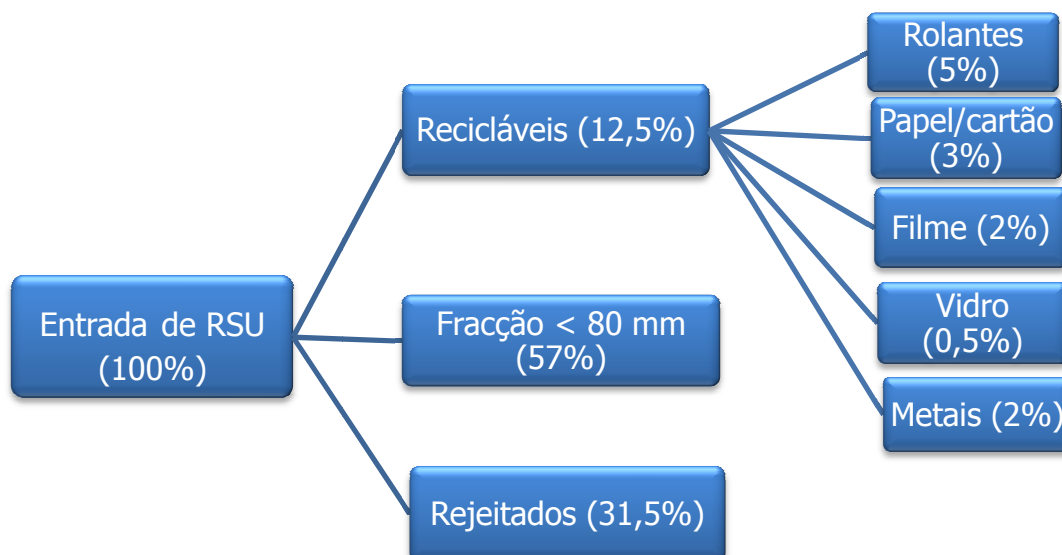 Entrada de RSU
(100%)
Recicláveis (12,5%)
Fracção < 80 mm
(57%)
Rejeitados (31,5%)
Rolantes
(5%)
Papel/cartão
(3%)
Filme (2%)
Vidro
(0,5%)
Metais (2%)